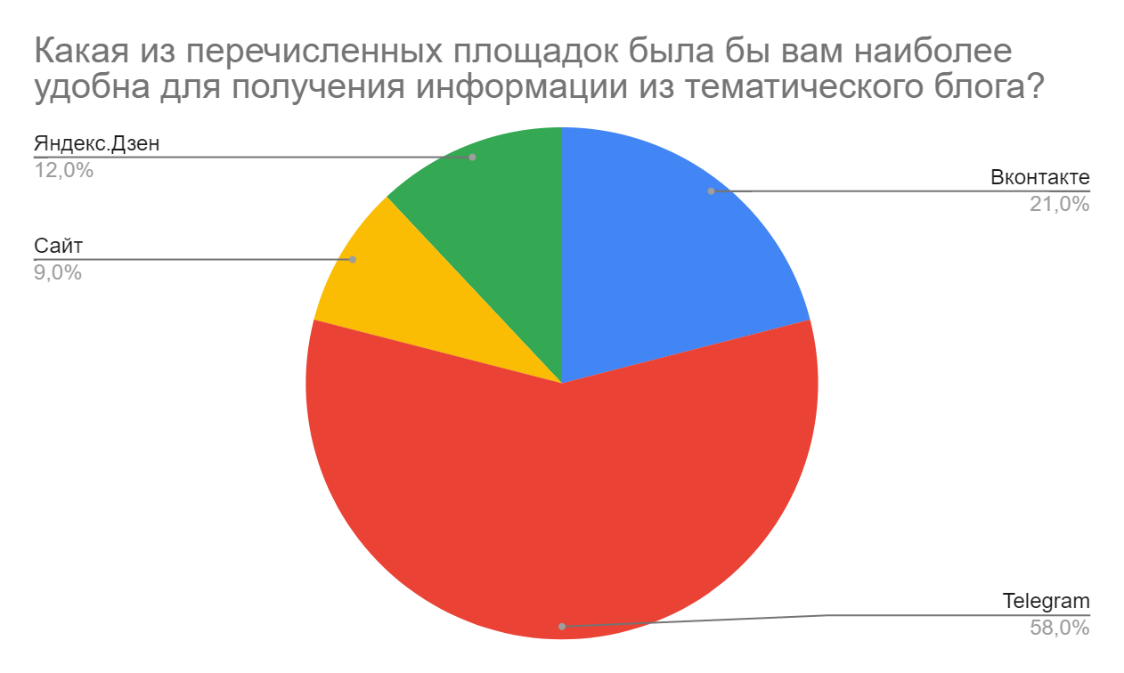 Какая из перечисленных площадок была бы вам наиболее
удобна для получения информации из тематического блога?
Яндекс.Дзен
12,0%
Вконтакте
21,0%
Сайт
9,0%
Telegram
58,0%